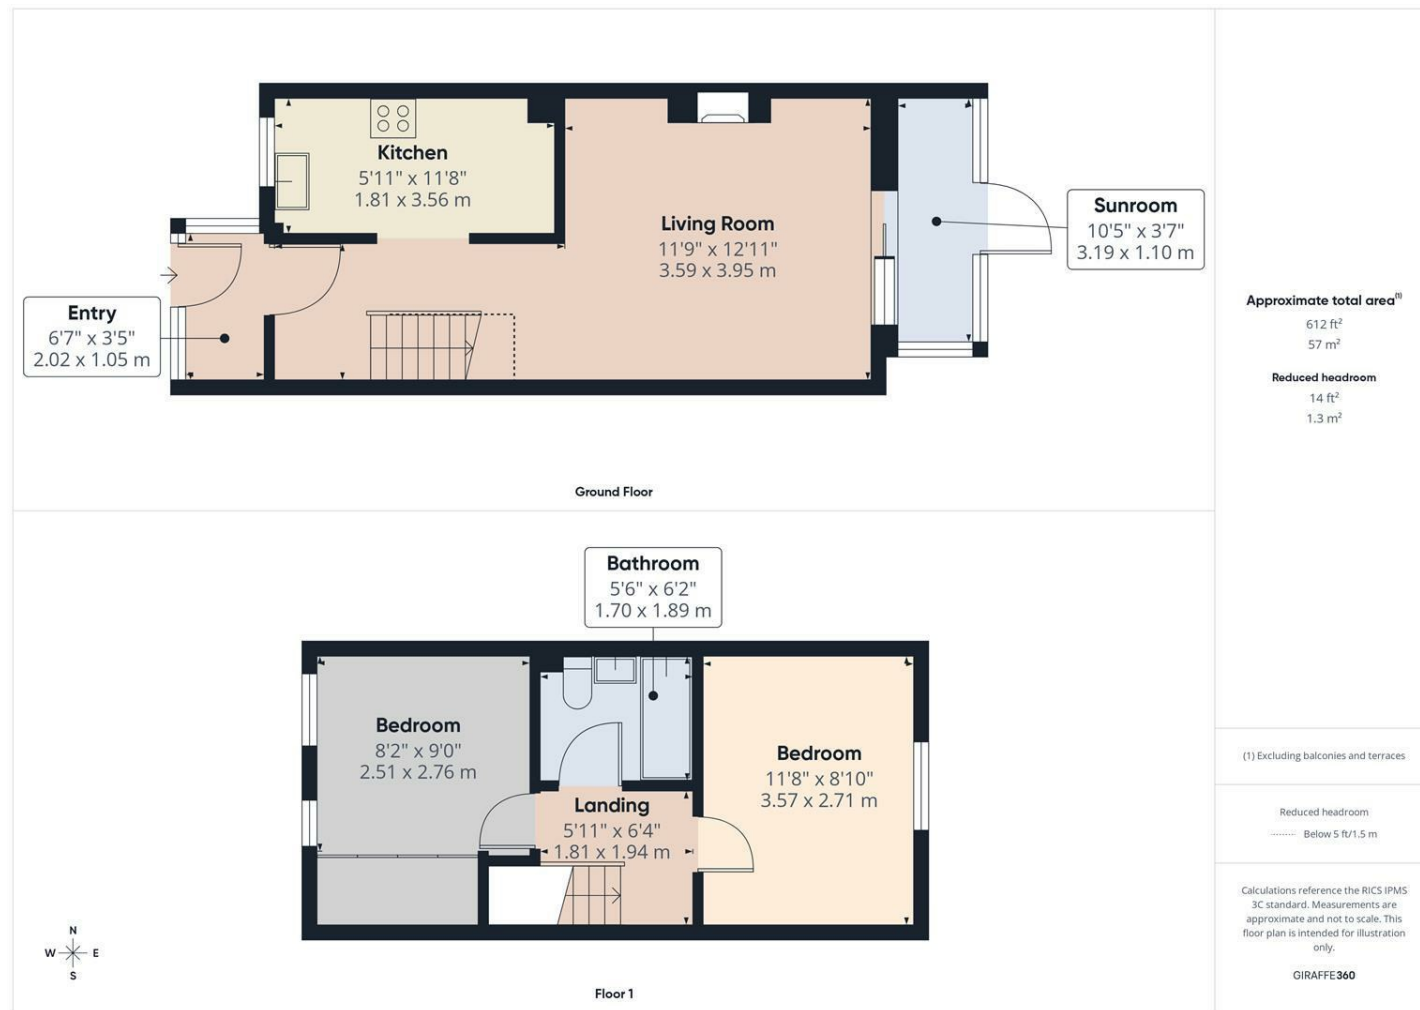 Kitchen
5'11" x 11'8"
1.81 x 3.56 m
Living Room
11'9" x 12'11"
3.59 x 3.95 m
Sunroom
10'5" x 3'7"
3.19 x 1.10 m
Entry
6'7" x 3'5"
2.02 x 1.05 m
Ground Floor
Bathroom
5'6" x 6'2"
1.70 x 1.89 m
Bedroom
8'2" x 9'0"
2.51 x 2.76 m
Bedroom
11'8" x 8'10"
3.57 x 2.71 m
Landing
5'11" x 6'4"
1.81 x 1.94 m
N
W E
S
Floor 1
Approximate total area⁽¹⁾
612 ft²
57 m²
Reduced headroom
14 ft²
1.3 m²
(1) Excluding balconies and terraces
Reduced headroom
Below 5 ft/1.5 m
Calculations reference the RICS IPMS
3C standard. Measurements are
approximate and not to scale. This
floor plan is intended for illustration
only.
GIRAFFE360